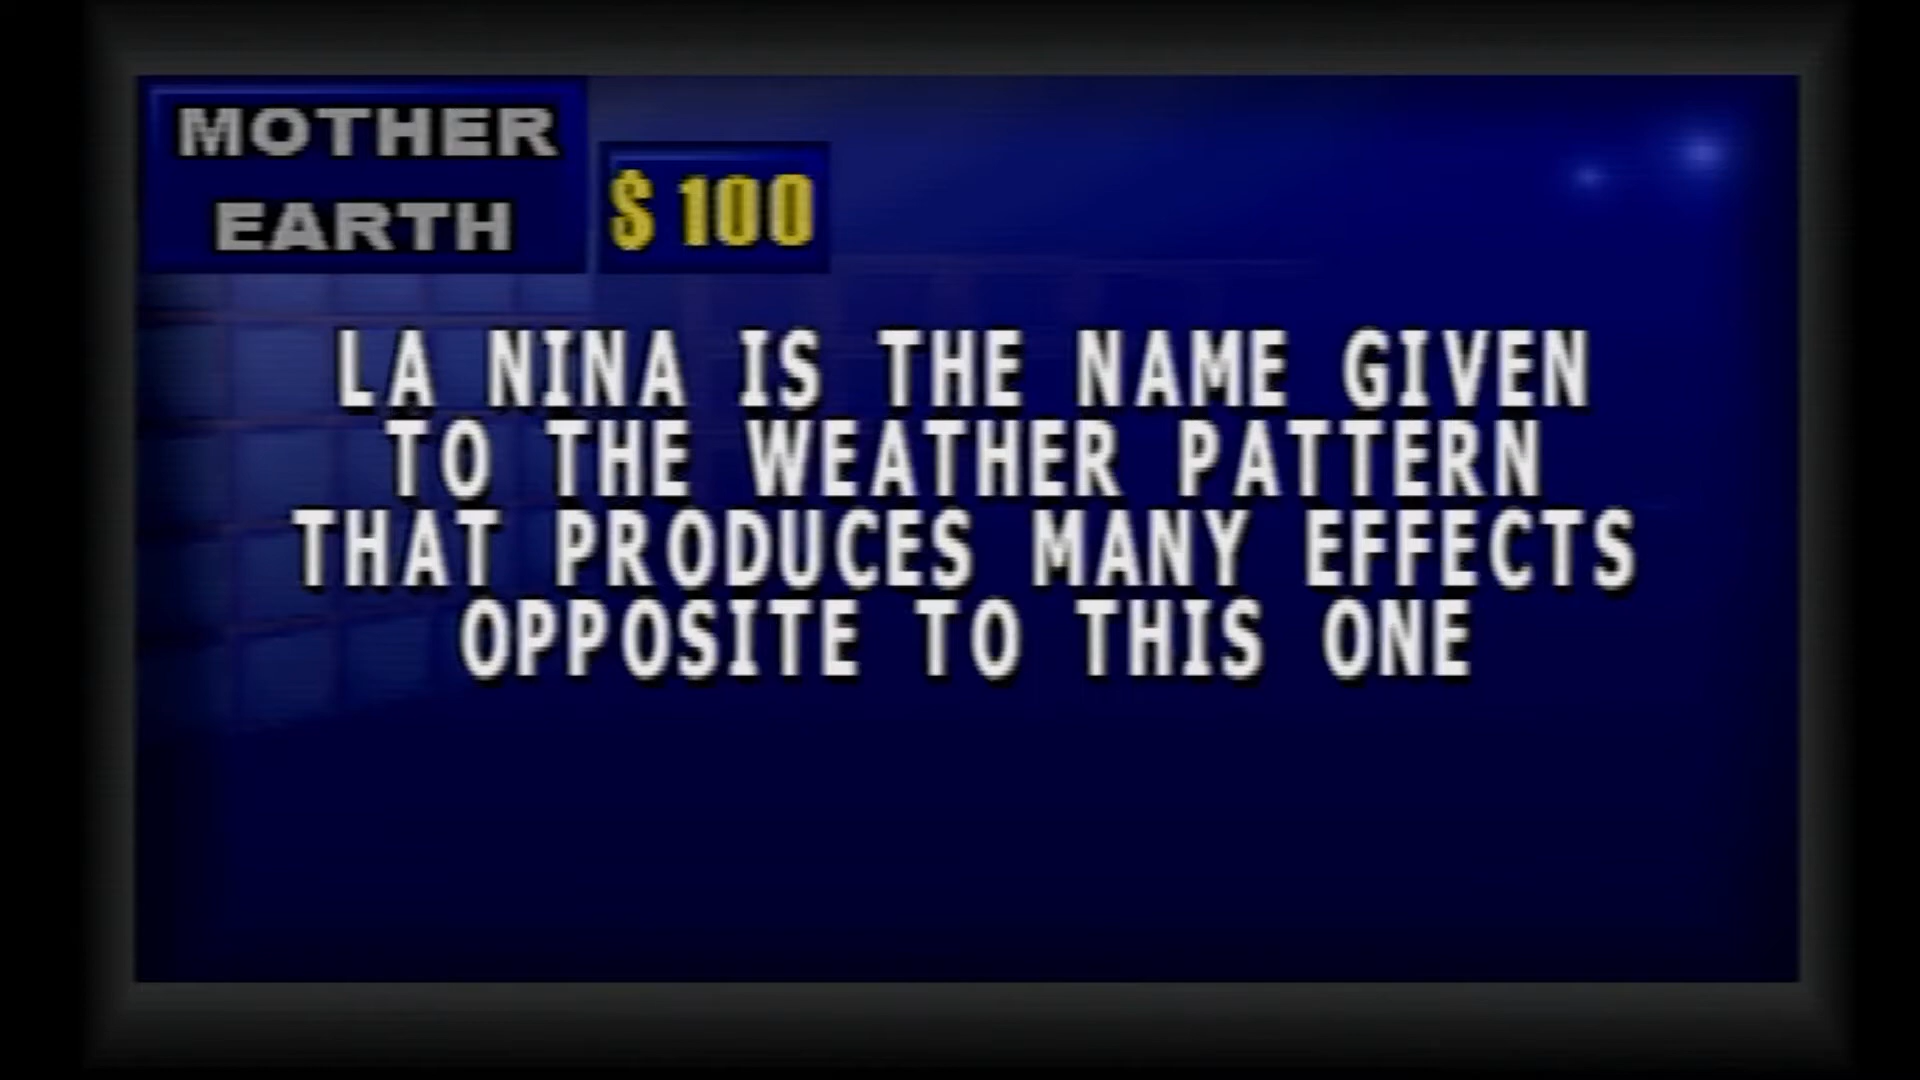 MOTHER
EARTH
$ 100
LA NINA IS THE NAME GIVEN
TO THE WEATHER PATTERN
THAT PRODUCES MANY EFFECTS
OPPOSITE TO THIS ONE